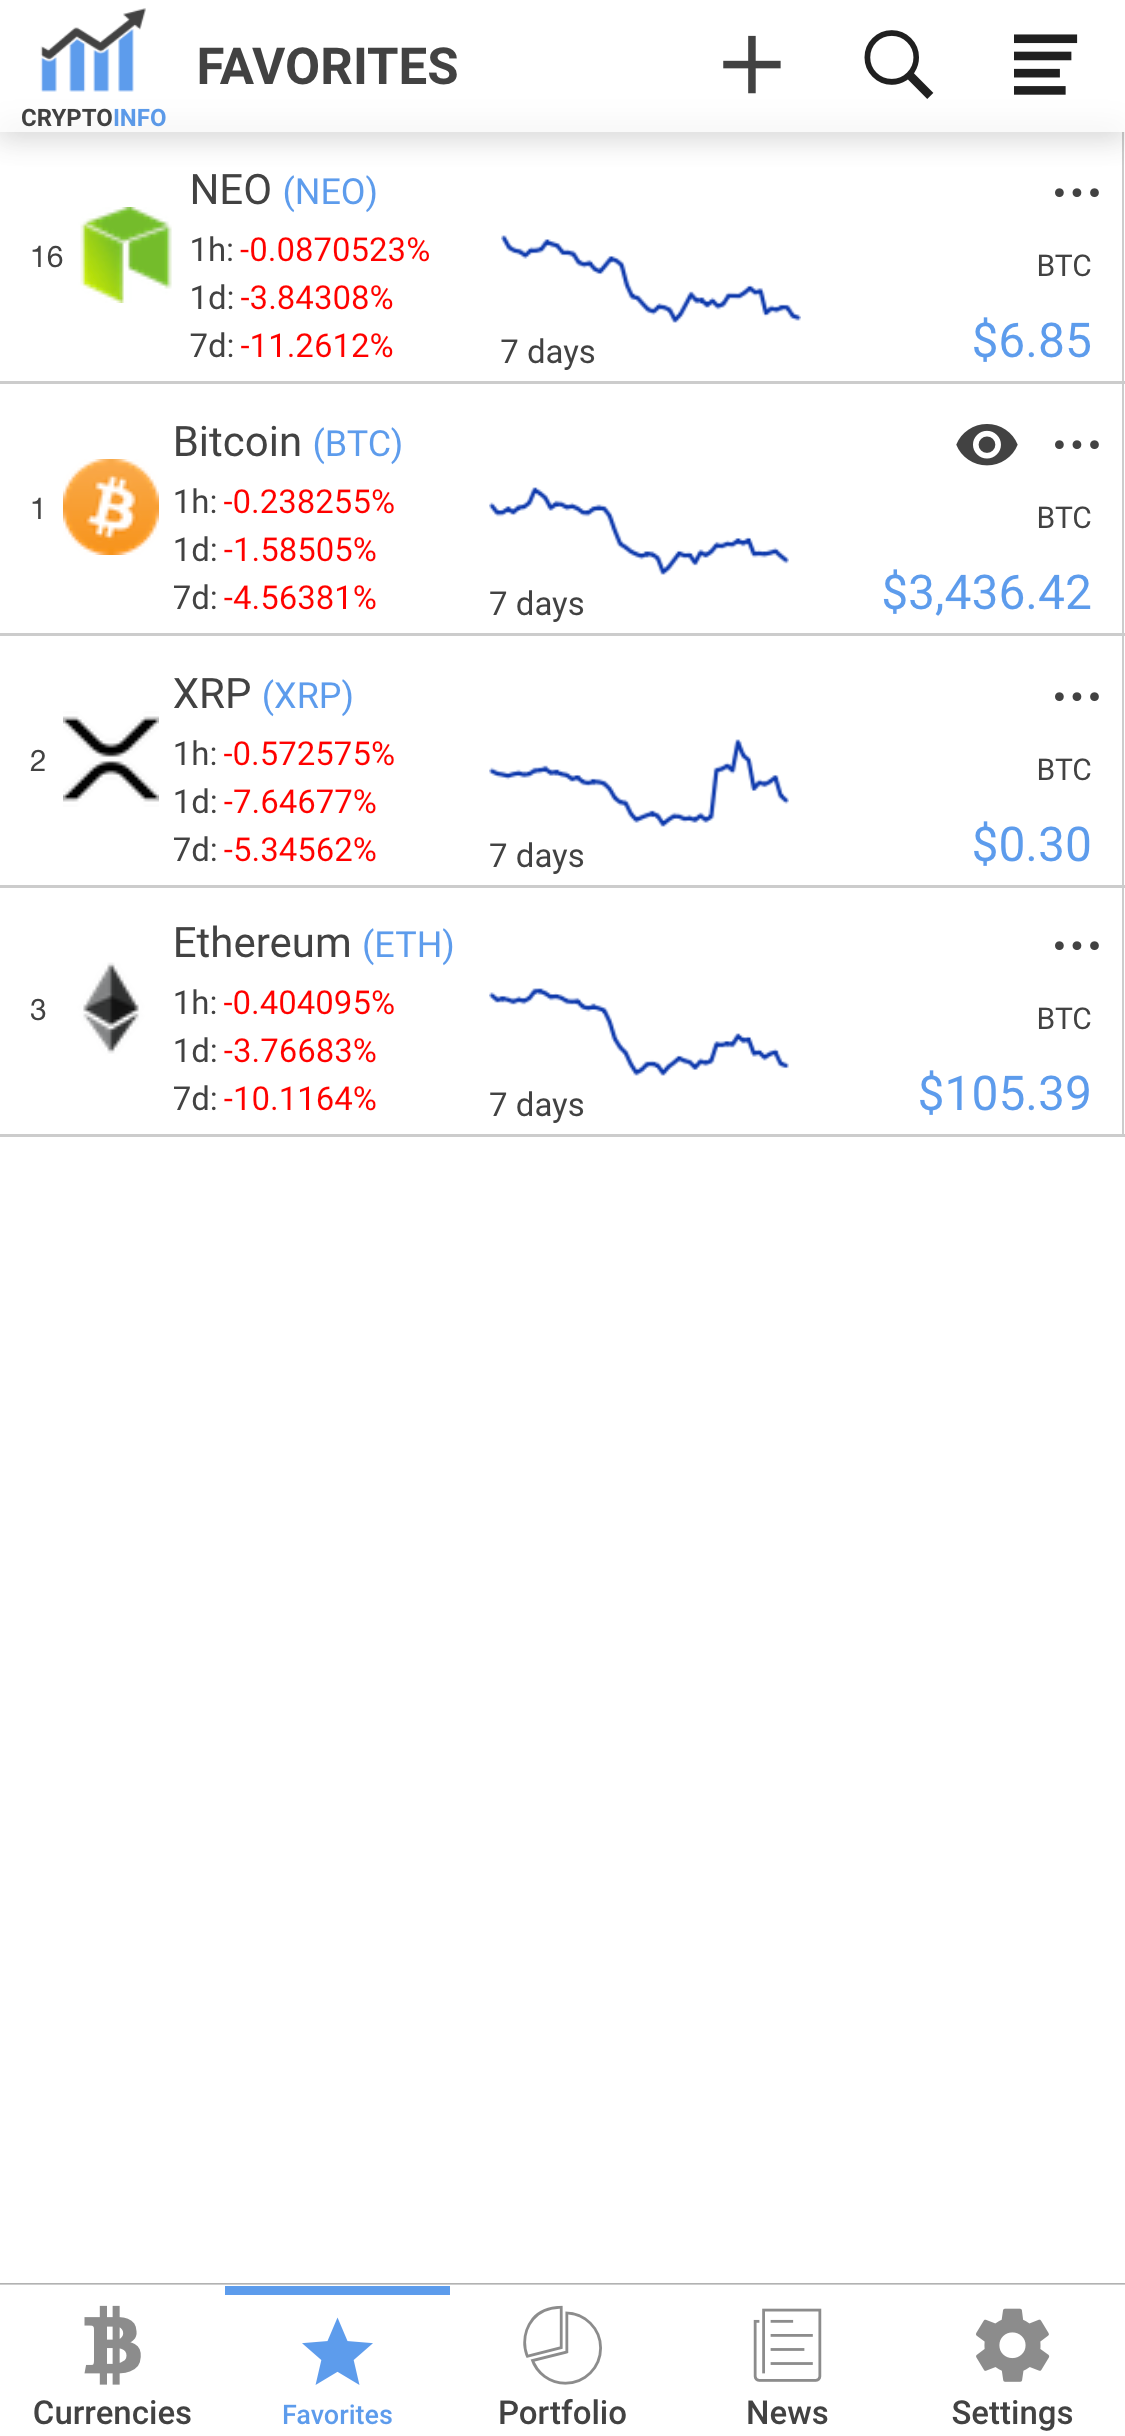 CRYPTOINFO
FAVORITES
16
NEO (NEO)
1h: -0.0870523%
1d: -3.84308%
7d: -11.2612%
7 days
BTC
$6.85
1
Bitcoin (BTC)
1h: -0.238255%
1d: -1.58505%
7d: -4.56381%
7 days
BTC
$3,436.42
2
XRP (XRP)
1h: -0.572575%
1d: -7.64677%
7d: -5.34562%
7 days
BTC
$0.30
3
Ethereum (ETH)
1h: -0.404095%
1d: -3.76683%
7d: -10.1164%
7 days
BTC
$105.39
Currencies
Favorites
Portfolio
News
Settings